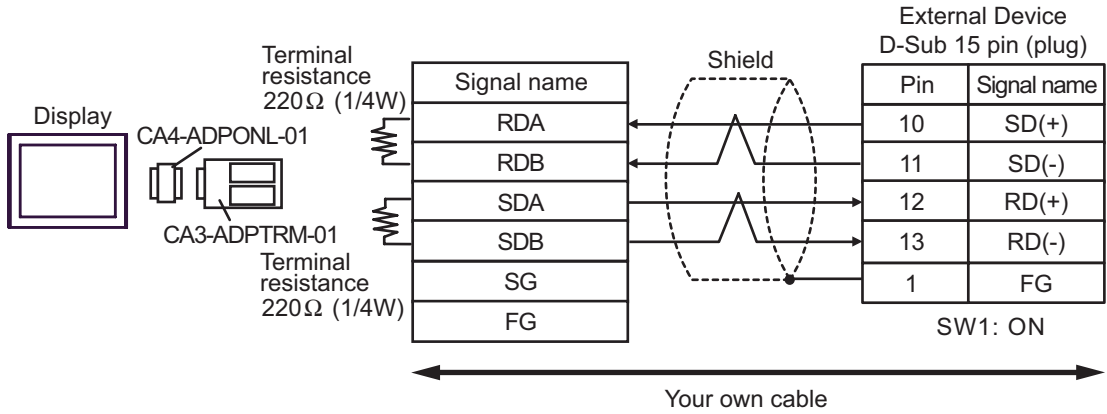 External Device
D-Sub 15 pin (plug)
Terminal
resistance
220Ω (1/4W)
Shield
Display
CA4-ADPONL-01
CA3-ADPTRM-01
Terminal
resistance
220Ω (1/4W)
Signal name
RDA
RDB
SDA
SDB
SG
FG
Pin Signal name
10 SD(+)
11 SD(-)
12 RD(+)
13 RD(-)
1 FG
SW1: ON
Your own cable